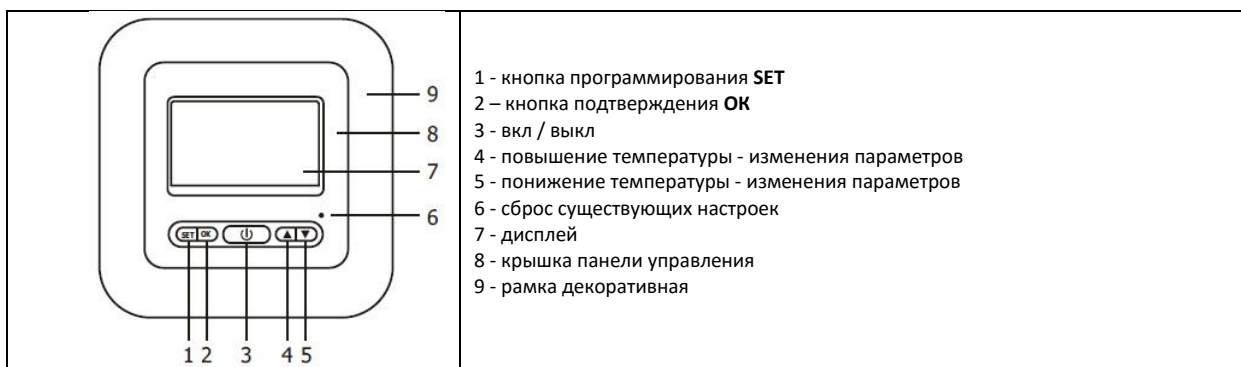 9
8
7
6
SET OK
1 2 3 4 5
1 - кнопка программирования SET
2 – кнопка подтверждения ОК
3 - вкл / выкл
4 - повышение температуры - изменения параметров
5 - понижение температуры - изменения параметров
6 - сброс существующих настроек
7 - дисплей
8 - крышка панели управления
9 - рамка декоративная